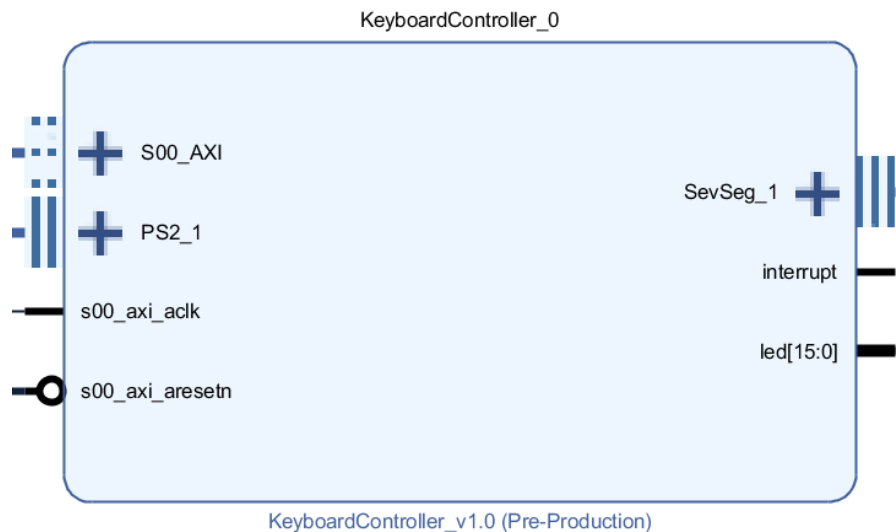 KeyboardController_0
S00_AXI
PS2_1
s00_axi_aclk
s00_axi_aresetn
SevSeg_1
interrupt
led[15:0]
KeyboardController_v1.0 (Pre-Production)